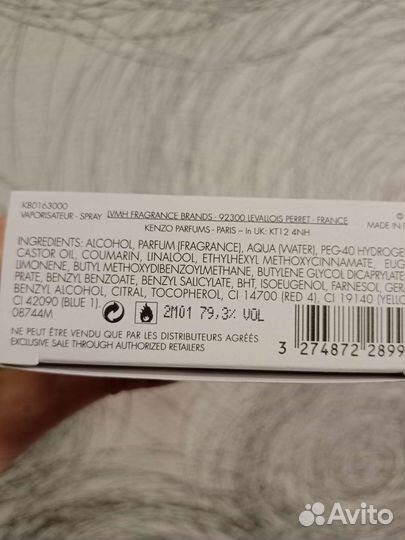 KB0163000
VAPORISATEUR - SPRAY LVMH FRAGRANCE BRANDS - 92300 LEVALLOIS PERRET - FRANCE
MADE IN
KENZO PARFUMS - PARIS – In UK: KT12 4NH
INGREDIENTS: ALCOHOL, PARFUM (FRAGRANCE), AQUA (WATER), PEG-40 HYDROGE
CASTOR OIL, COUMARIN, LINALOOL, ETHYLHEXYL METHOXYCINNAMATE, EUG
LIMONENE, BUTYL METHOXYDIBENZOYLMETHANE, BUTYLENE GLYCOL DICAPRYLATE
PRATE, BENZYL BENZOATE, BENZYL SALICYLATE, BHT, ISOEUGENOL, FARNESOL, GERA
BENZYL ALCOHOL, CITRAL, TOCOPHEROL, CI 14700 (RED 4), CI 19140 (YELLO
CI 42090 (BLUE 1)
08744M
2M01 79,3% VOL
NE PEUT ÊTRE VENDU QUE PAR LES DISTRIBUTEURS AGRÉÉS
EXCLUSIVE SALE THROUGH AUTHORIZED RETAILERS
3 274872 2899
Avito